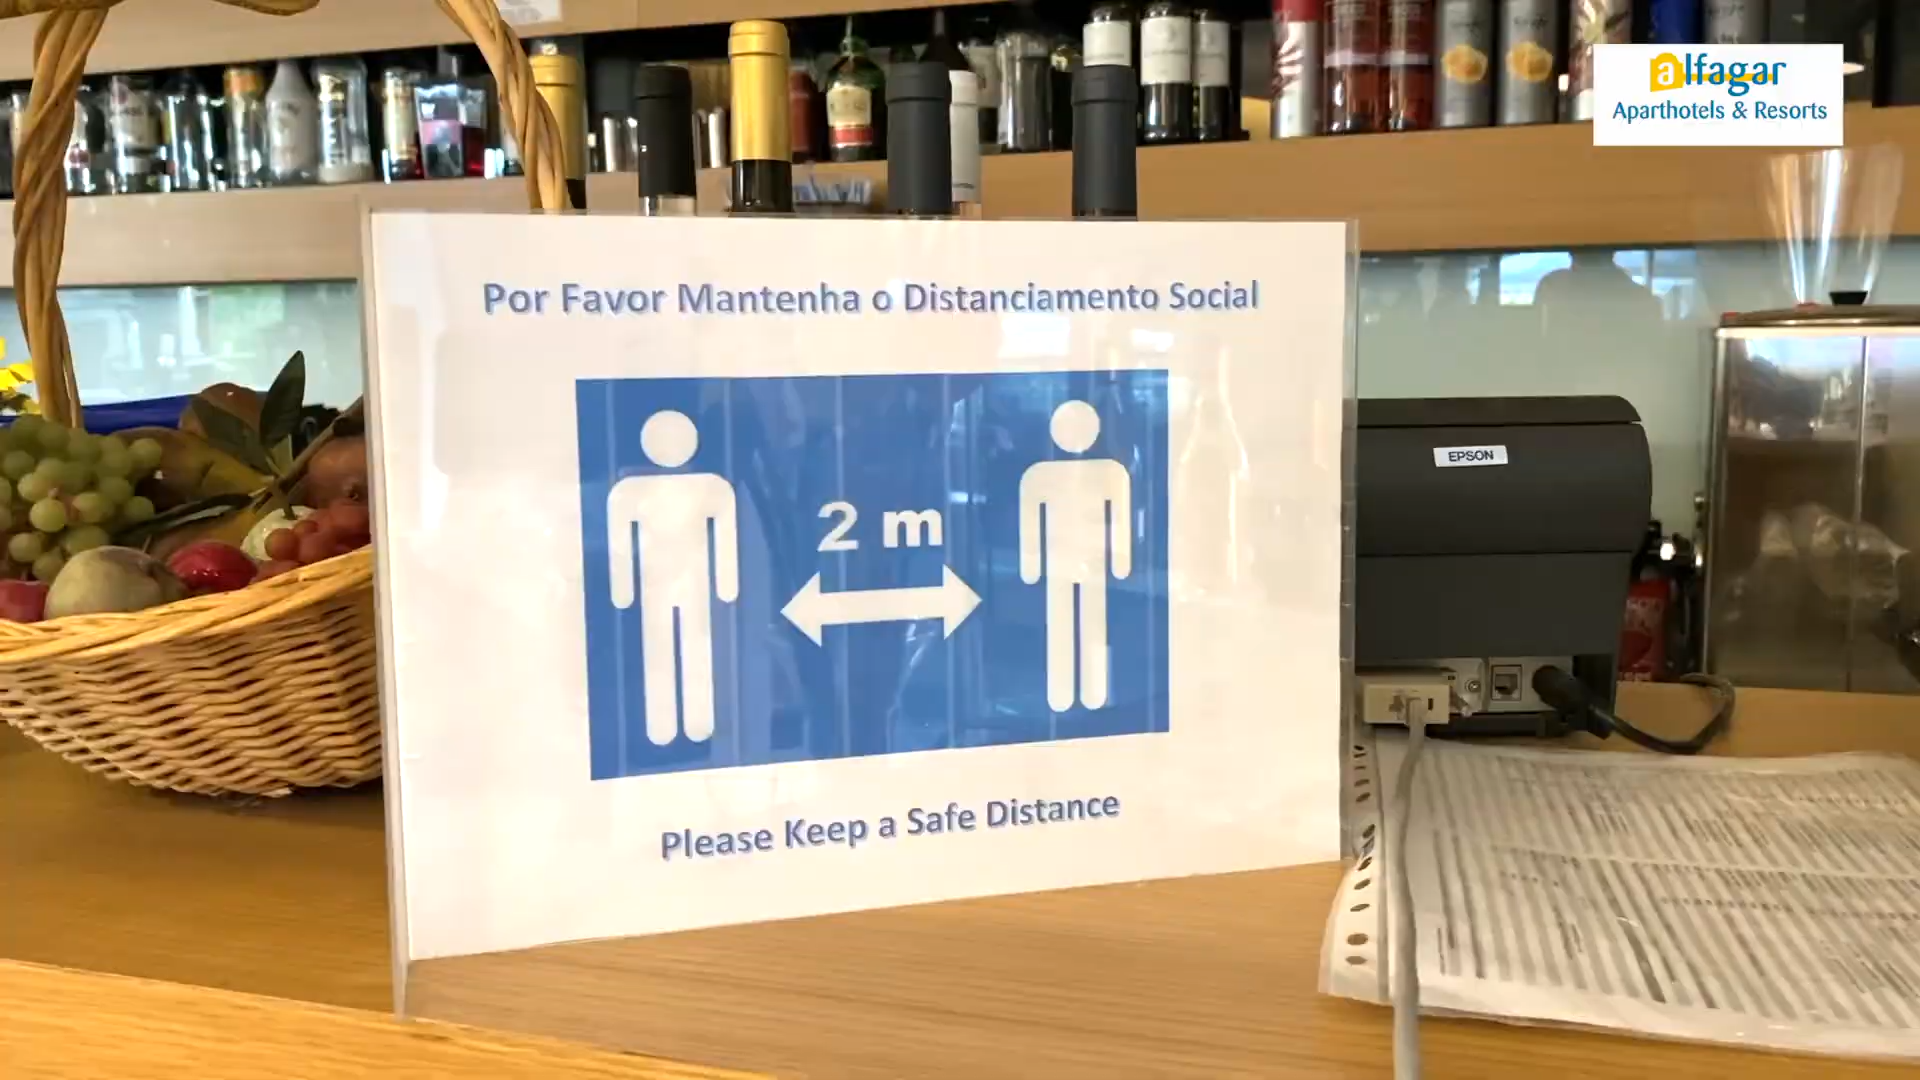 alfagar
Aparthotels & Resorts
Por Favor Mantenha o Distanciamento Social
2 m
EPSON
Please Keep a Safe Distance